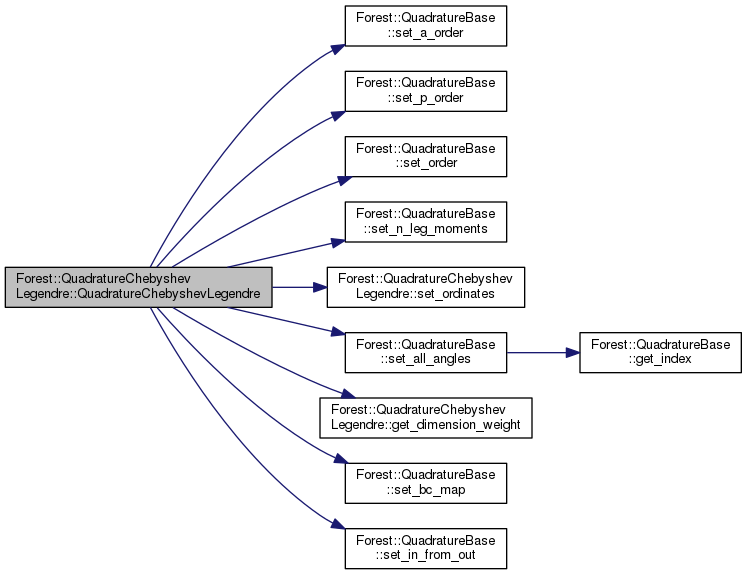 Forest::QuadratureBase
::set_a_order
Forest::QuadratureBase
::set_p_order
Forest::QuadratureBase
::set_order
Forest::QuadratureBase
::set_n_leg_moments
Forest::QuadratureChebyshev
Legendre::QuadratureChebyshevLegendre
Forest::QuadratureChebyshev
Legendre::set_ordinates
Forest::QuadratureBase
::set_all_angles
Forest::QuadratureBase
::get_index
Forest::QuadratureChebyshev
Legendre::get_dimension_weight
Forest::QuadratureBase
::set_bc_map
Forest::QuadratureBase
::set_in_from_out